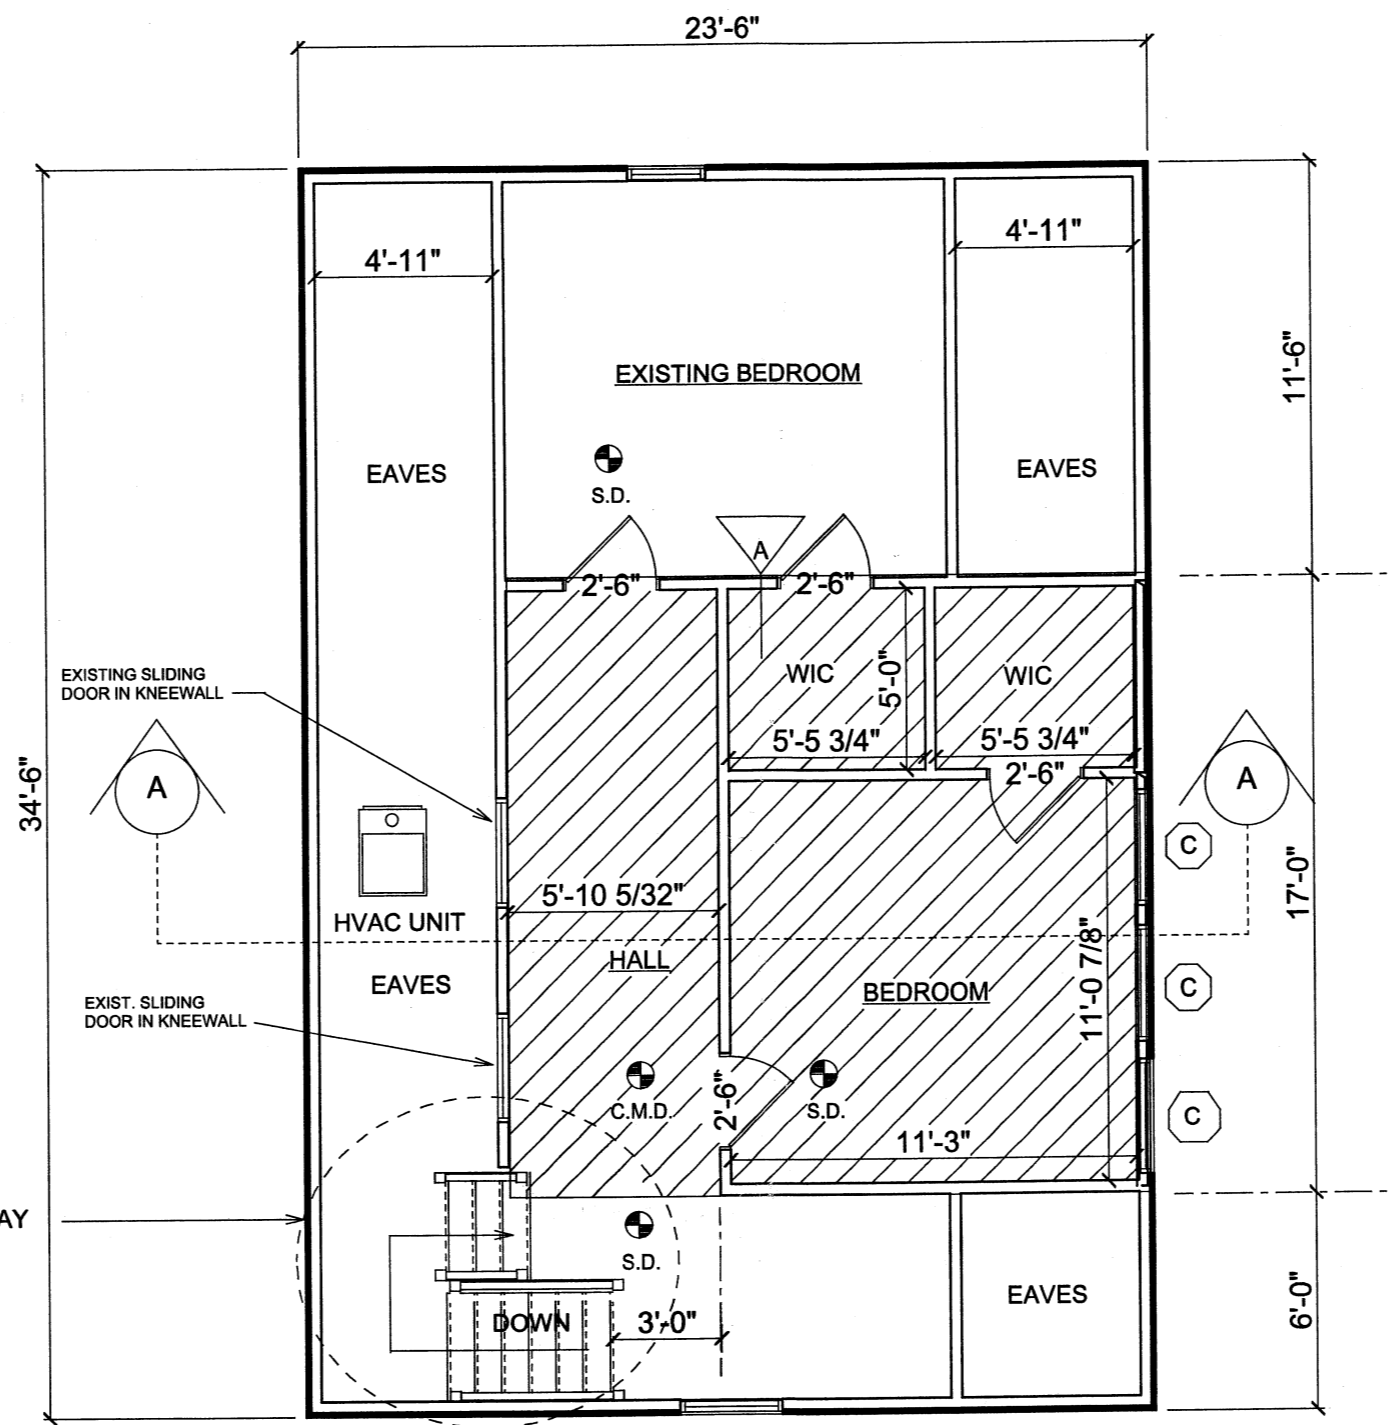 23'-6"
4'-11"
4'-11"
11'-6"
EXISTING BEDROOM
EAVES
EAVES
S.D.
A
2'-6"
2'-6"
EXISTING SLIDING
DOOR IN KNEEWALL
WIC
5'-0"
WIC
5'-5 3/4"
5'-5 3/4"
2'-6"
34'-6"
A
A
C
17'-0"
5'-10 5/32"
HVAC UNIT
HALL
11'-0 7/8"
EAVES
BEDROOM
C
EXIST. SLIDING
DOOR IN KNEEWALL
C.M.D.
2'-6"
S.D.
C
11'-3"
AY
S.D.
EAVES
6'-0"
DOWN
3'-0"